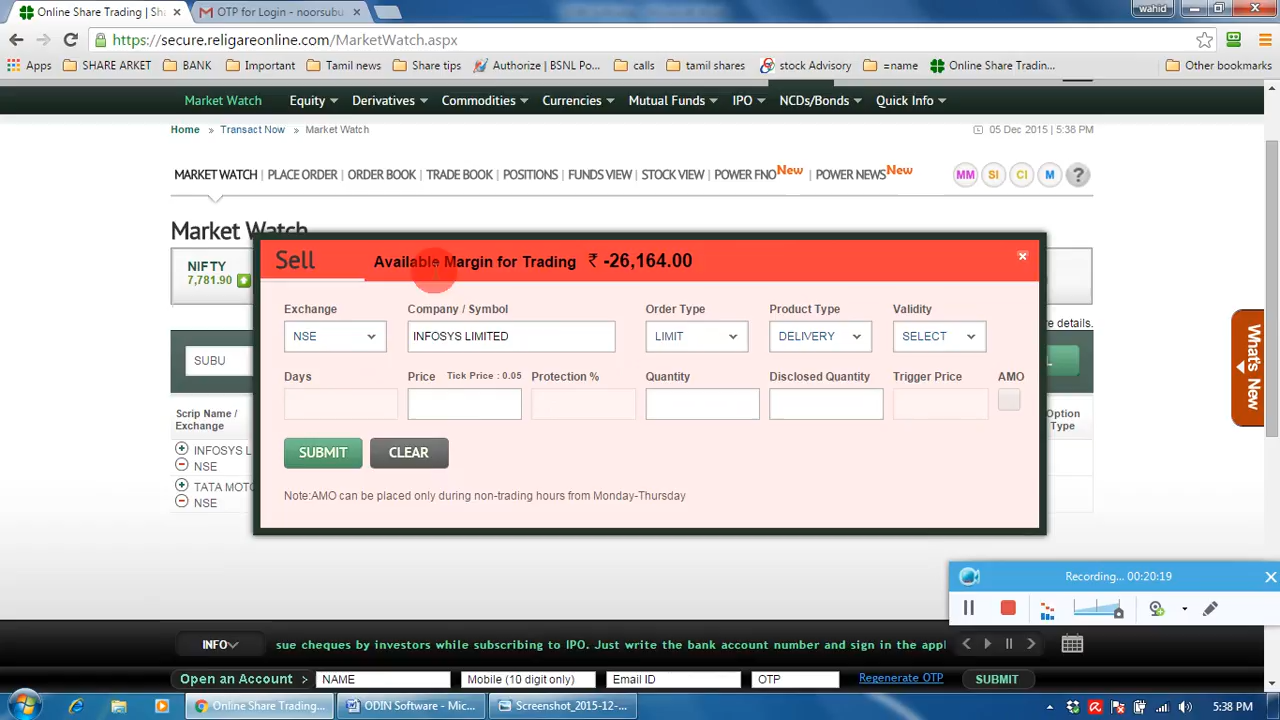 Online Share Trading | Sha
OTP for Login - noorsubu
wahid
https://secure.religareonline.com/MarketWatch.aspx
Apps SHARE ARKET BANK Important Tamil news Share tips Authorize | BSNL Po... calls tamil shares stock Advisory =name Online Share Tradin... Other bookmarks
Market Watch Equity Derivatives Commodities Currencies Mutual Funds IPO NCDs/Bonds Quick Info
Home » Transact Now » Market Watch
05 Dec 2015 | 5:38 PM
MARKET WATCH | PLACE ORDER | ORDER BOOK | TRADE BOOK | POSITIONS | FUNDS VIEW | STOCK VIEW | POWER FNO New | POWER NEWS New
MM SI CI M ?
Market Watch
NIFTY
7,781.90
Sell Available Margin for Trading ₹ -26,164.00
Exchange Company / Symbol Order Type Product Type Validity
NSE INFOSYS LIMITED LIMIT DELIVERY SELECT
re details.
SUBU
Days Price Tick Price : 0.05 Protection % Quantity Disclosed Quantity Trigger Price AMO
What's New
Scrip Name /
Exchange
Option
Type
INFOSYS L
NSE
TATA MOTO
NSE
SUBMIT CLEAR
Note:AMO can be placed only during non-trading hours from Monday-Thursday
Recording... 00:20:19
INFO
sue cheques by investors while subscribing to IPO. Just write the bank account number and sign in the appl
Open an Account > NAME Mobile (10 digit only) Email ID OTP Regenerate OTP SUBMIT
Online Share Trading... ODIN Software - Mic... Screenshot_2015-12-... 5:38 PM